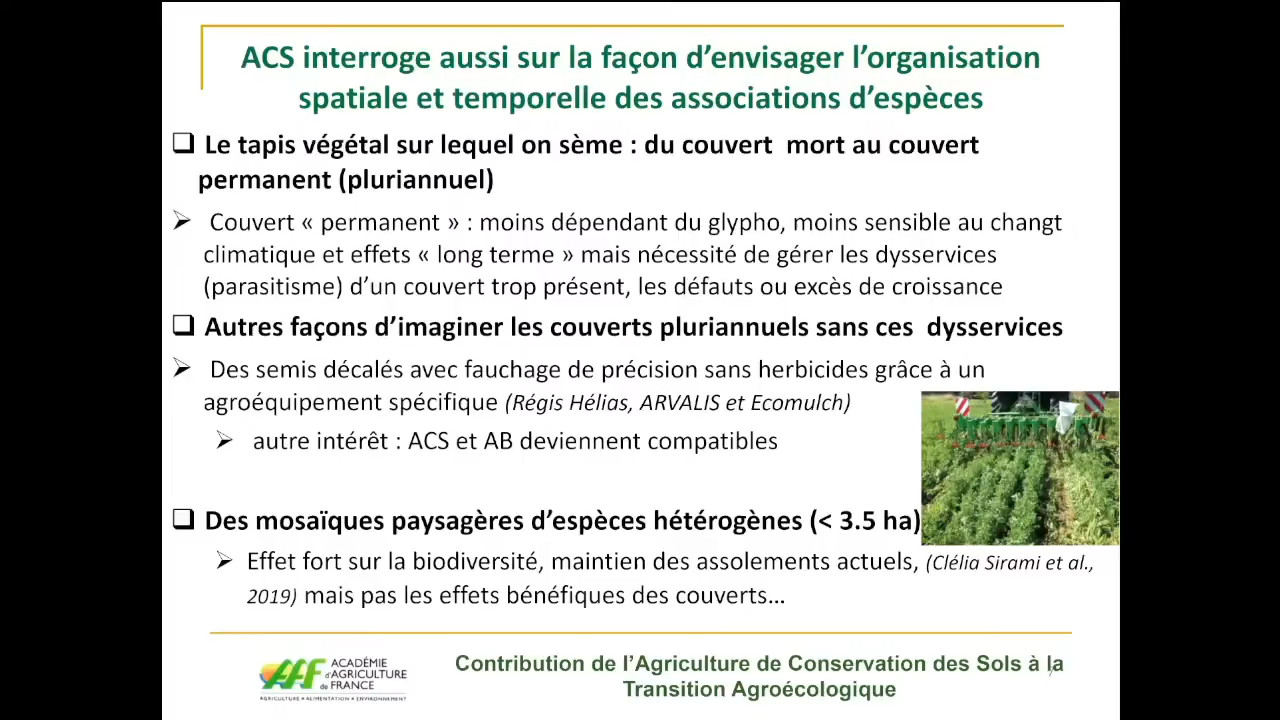 ACS interroge aussi sur la façon d’envisager l’organisation
spatiale et temporelle des associations d’espèces
❑ Le tapis végétal sur lequel on sème : du couvert mort au couvert
permanent (pluriannuel)
➢ Couvert « permanent » : moins dépendant du glypho, moins sensible au changt
climatique et effets « long terme » mais nécessité de gérer les dysservices
(parasitisme) d’un couvert trop présent, les défauts ou excès de croissance
❑ Autres façons d’imaginer les couverts pluriannuels sans ces dysservices
➢ Des semis décalés avec fauchage de précision sans herbicides grâce à un
agroéquipement spécifique (Régis Hélias, ARVALIS et Ecomulch)
➢ autre intérêt : ACS et AB deviennent compatibles
❑ Des mosaïques paysagères d’espèces hétérogènes (< 3.5 ha)
➢ Effet fort sur la biodiversité, maintien des assolements actuels, (Clélia Sirami et al.,
2019) mais pas les effets bénéfiques des couverts…
AAF
ACADÉMIE
d’AGRICULTURE
de FRANCE
AGRICULTURE • ALIMENTATION • ENVIRONNEMENT
Contribution de l’Agriculture de Conservation des Sols à la
Transition Agroécologique